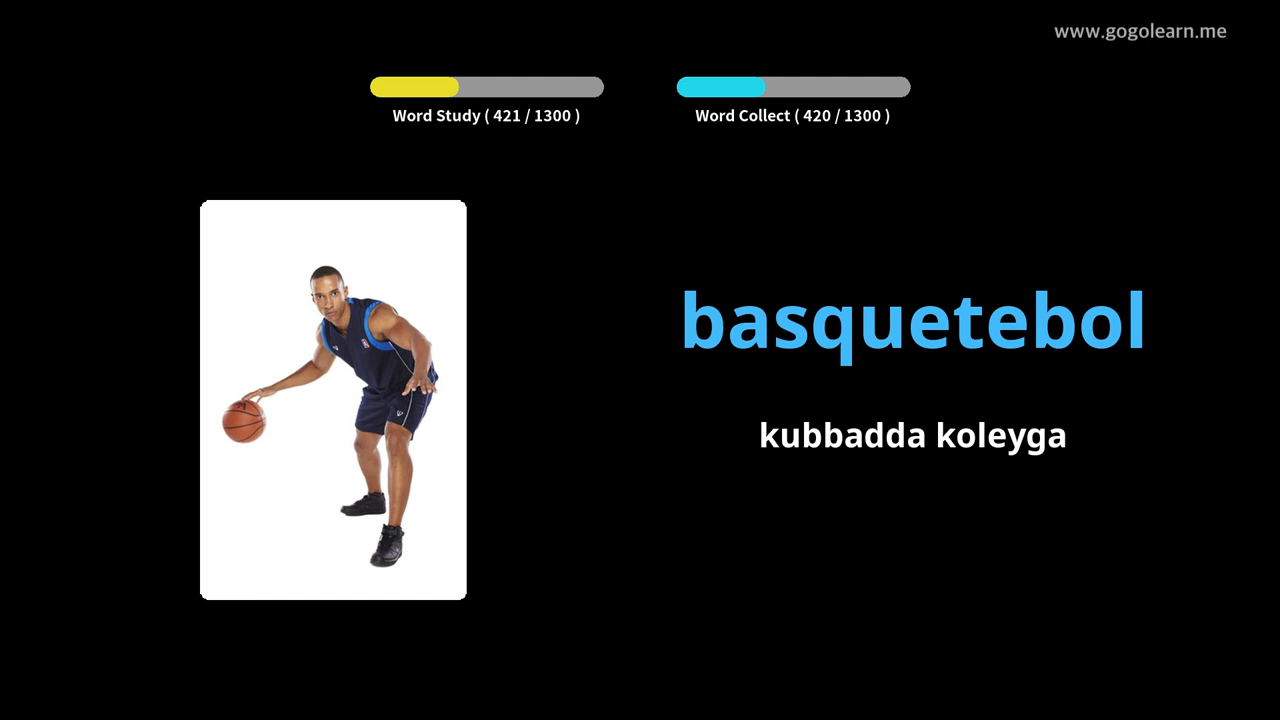 www.gogolearn.me
Word Study ( 421 / 1300 )
Word Collect ( 420 / 1300 )
basquetebol
kubbadda koleyga